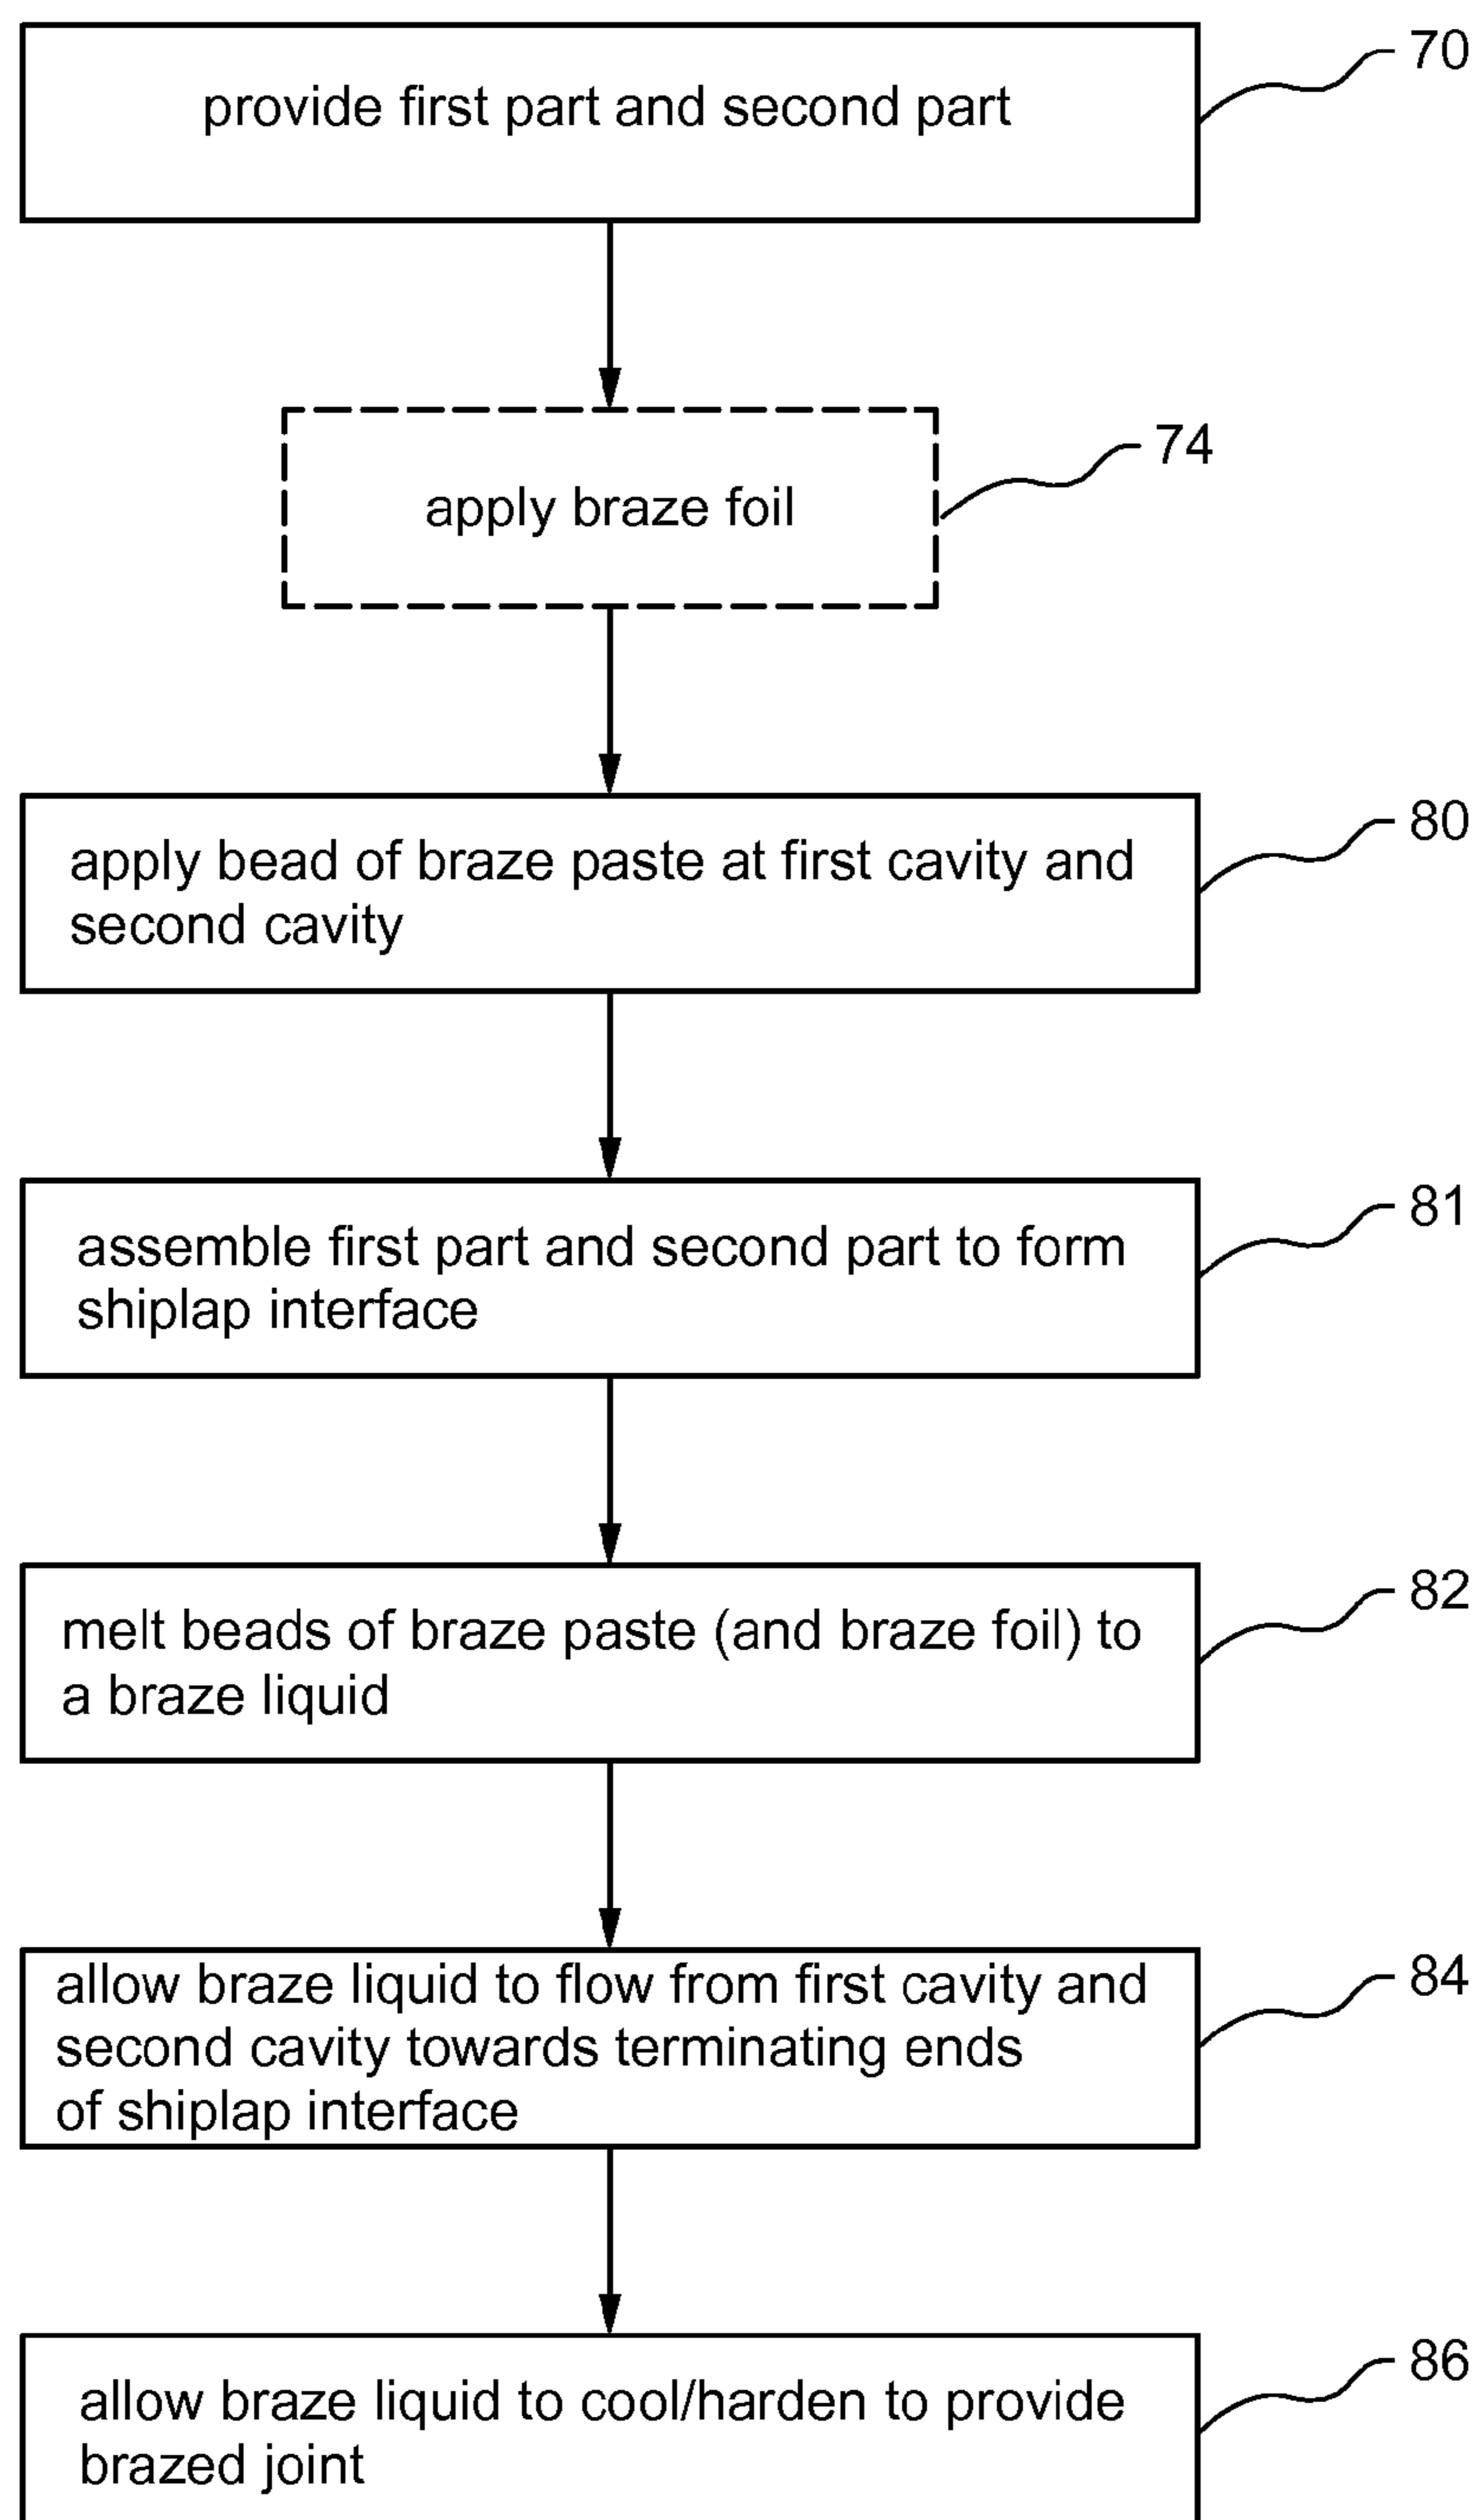 70
provide first part and second part
74
apply braze foil
80
apply bead of braze paste at first cavity and
second cavity
81
assemble first part and second part to form
shiplap interface
82
melt beads of braze paste (and braze foil) to
a braze liquid
84
allow braze liquid to flow from first cavity and
second cavity towards terminating ends
of shiplap interface
86
allow braze liquid to cool/harden to provide
brazed joint